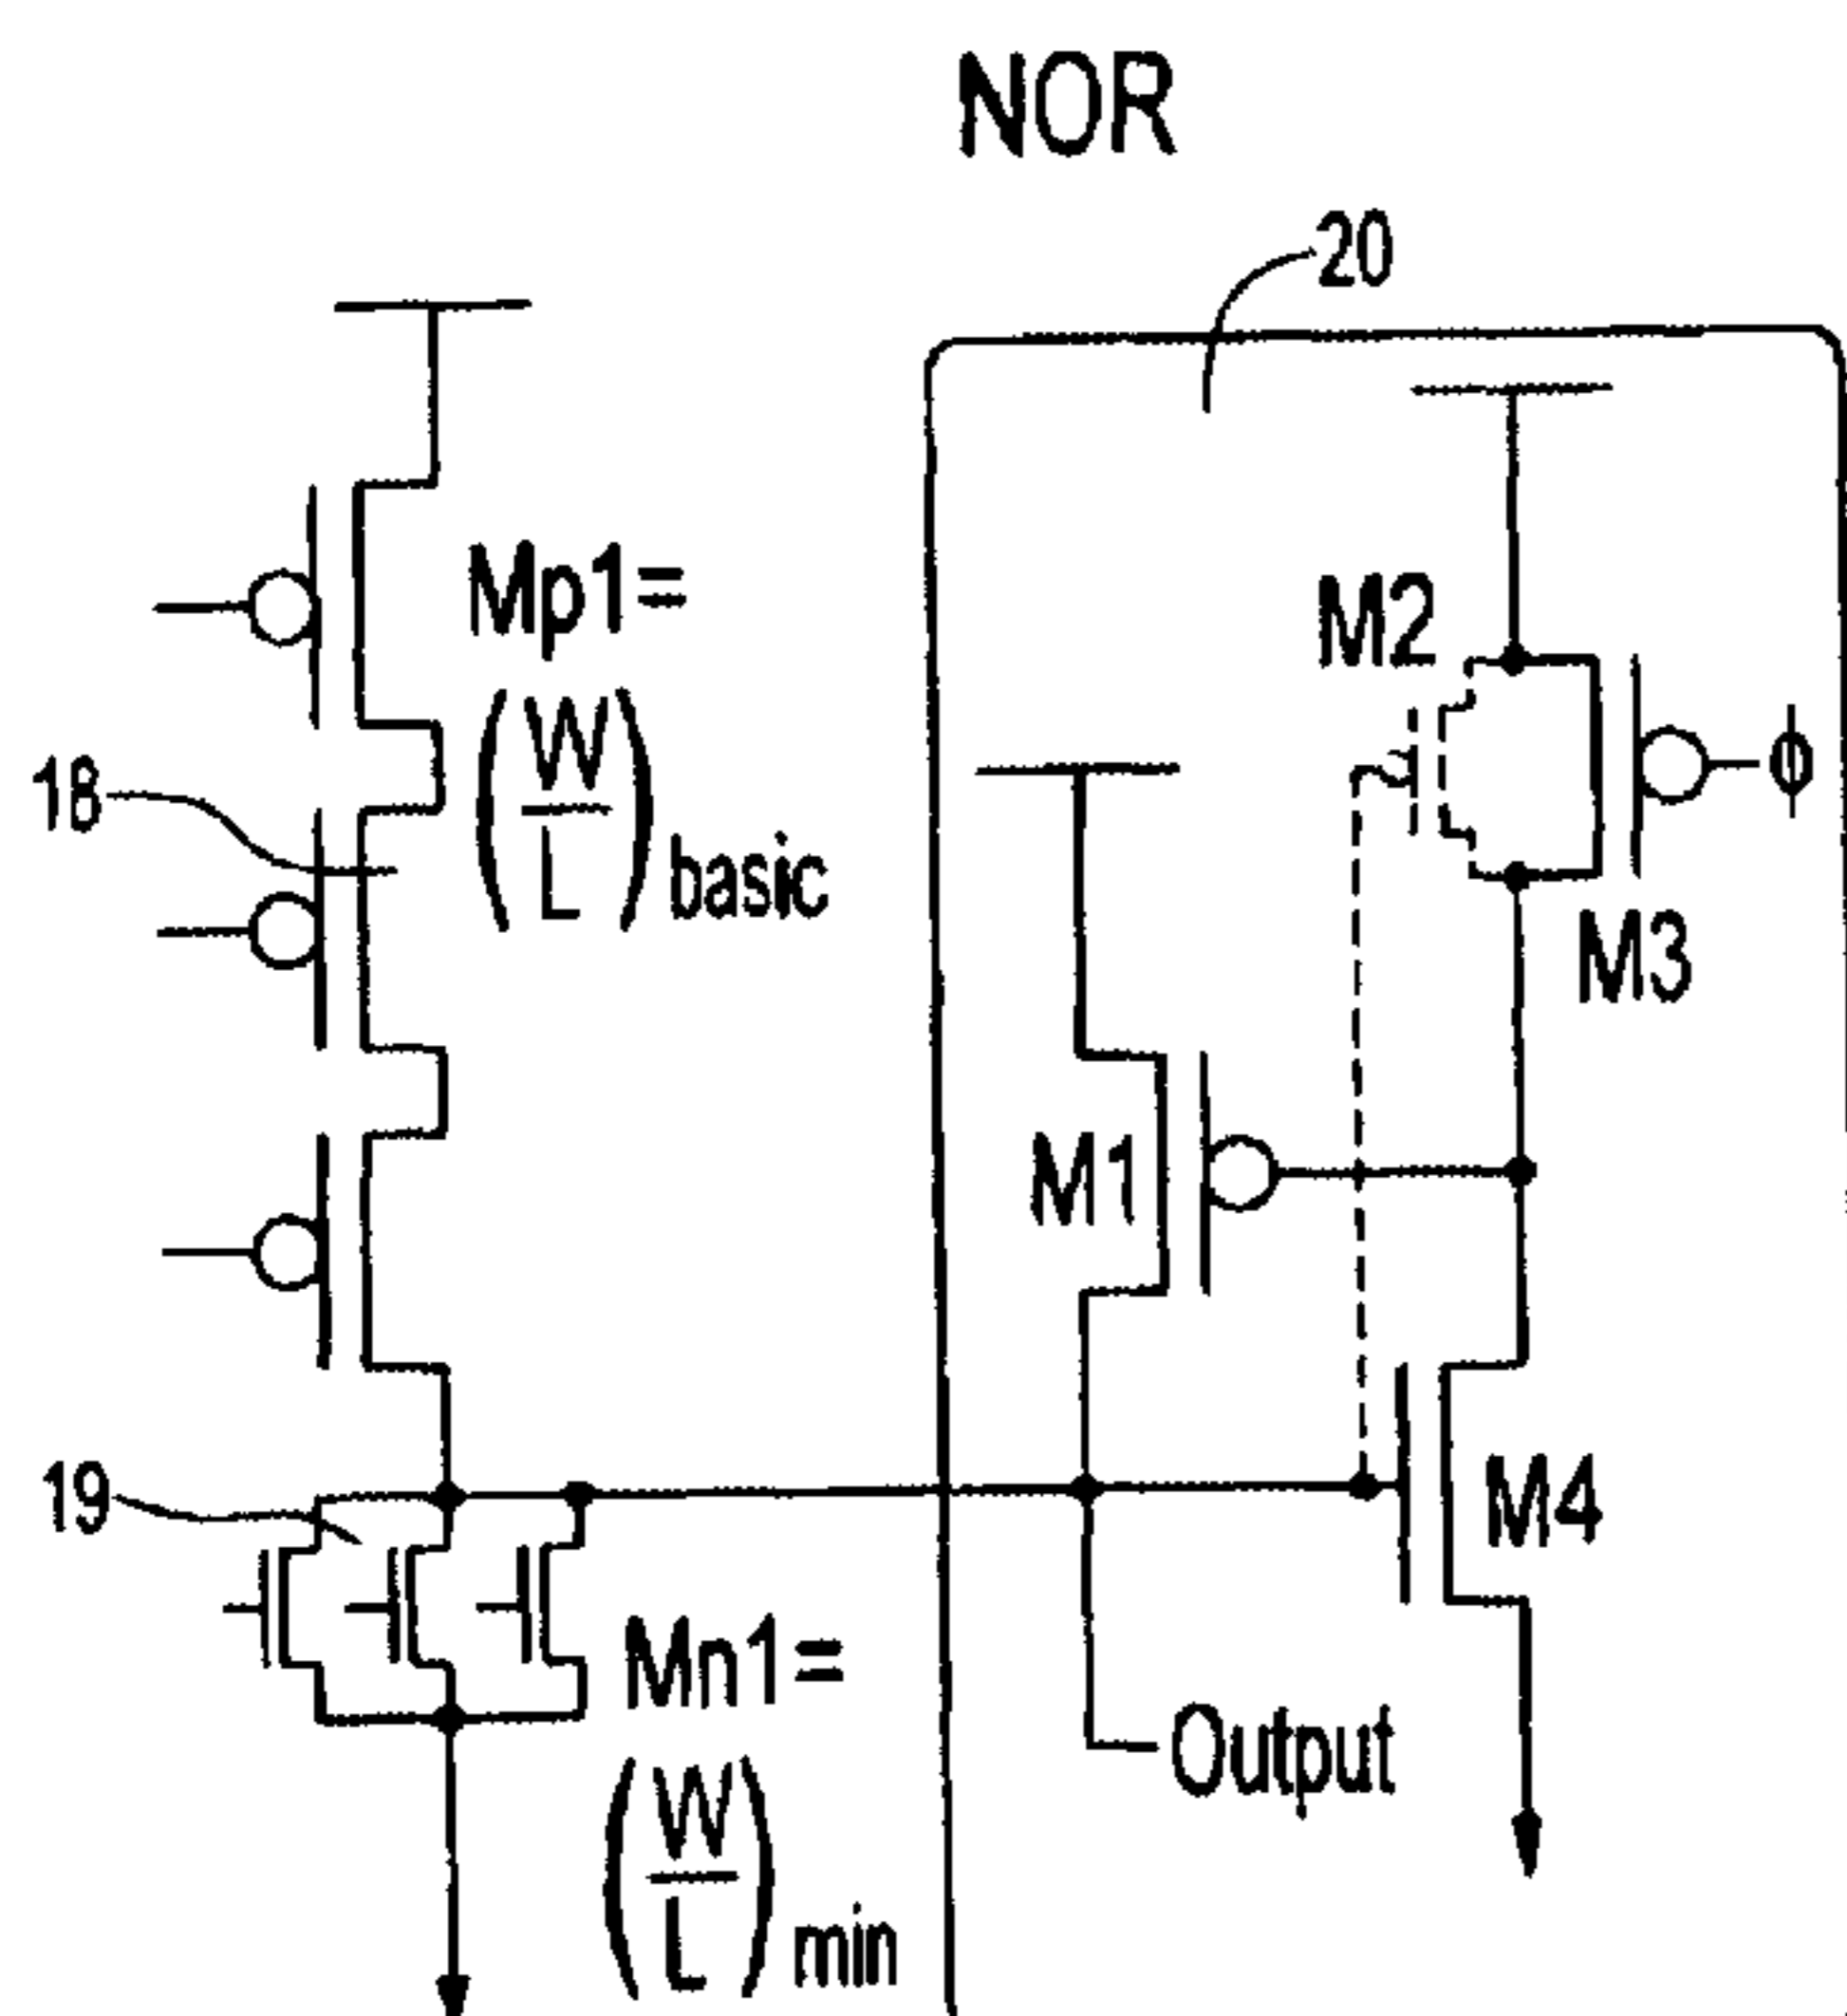 NOR
20
Mp1=
(W/L)basic
18
M2
ϕ
M3
M1
19
M4
Mn1=
(W/L)min
Output